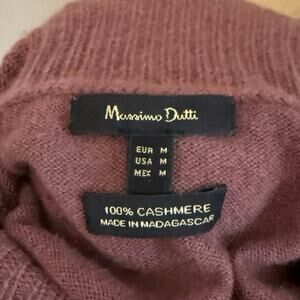 Massimo Dutti
EUR M
USA M
MEX M
100% CASHMERE
MADE IN MADAGASCAR